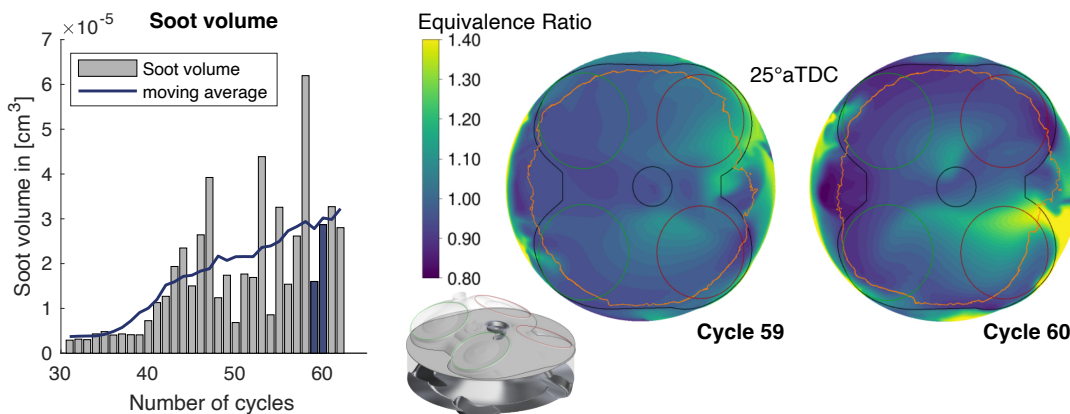 Soot volume
×10⁻⁵
7
6
5
4
3
2
1
0
Soot volume in [cm³]
Soot volume
moving average
30
40
50
60
Number of cycles
Equivalence Ratio
1.40
1.30
1.20
1.10
1.00
0.90
0.80
25°aTDC
Cycle 59
Cycle 60